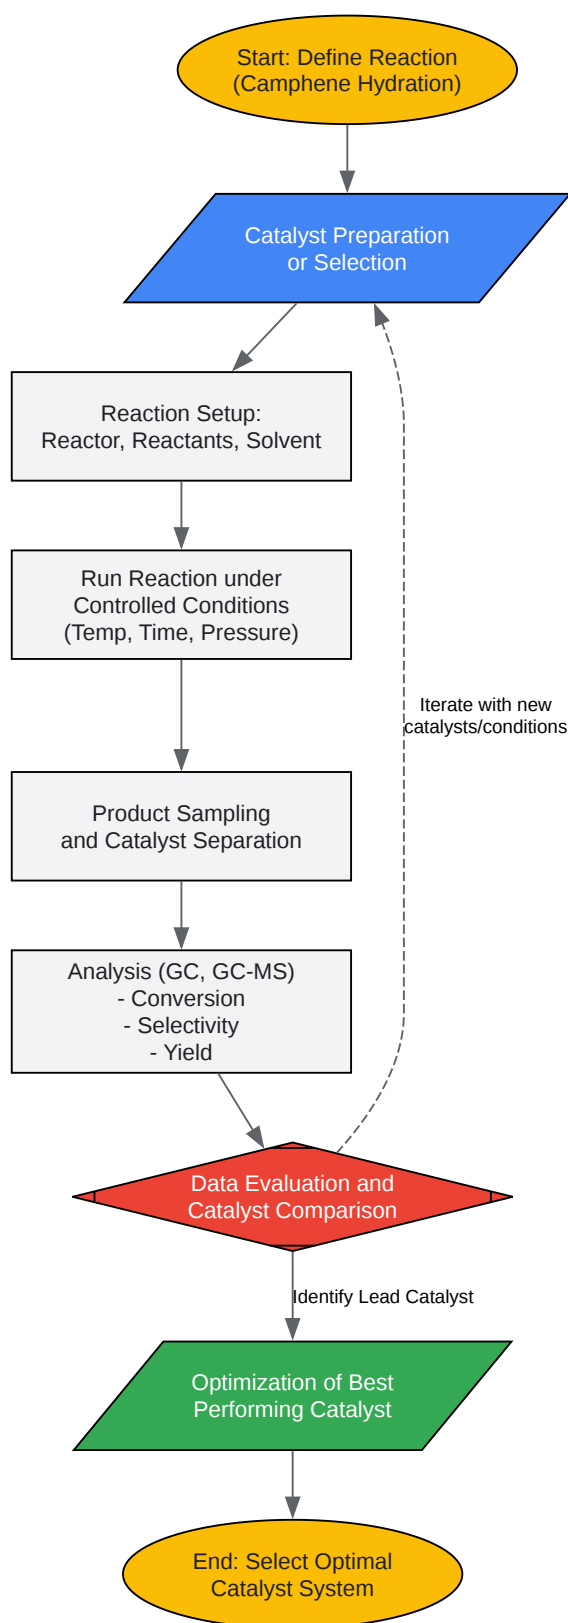 Start: Define Reaction
(Camphene Hydration)
Catalyst Preparation
or Selection
Reaction Setup:
Reactor, Reactants, Solvent
Run Reaction under
Controlled Conditions
(Temp, Time, Pressure)
Iterate with new
catalysts/conditions
Product Sampling
and Catalyst Separation
Analysis (GC, GC-MS)
- Conversion
- Selectivity
- Yield
Data Evaluation and
Catalyst Comparison
Identify Lead Catalyst
Optimization of Best
Performing Catalyst
End: Select Optimal
Catalyst System